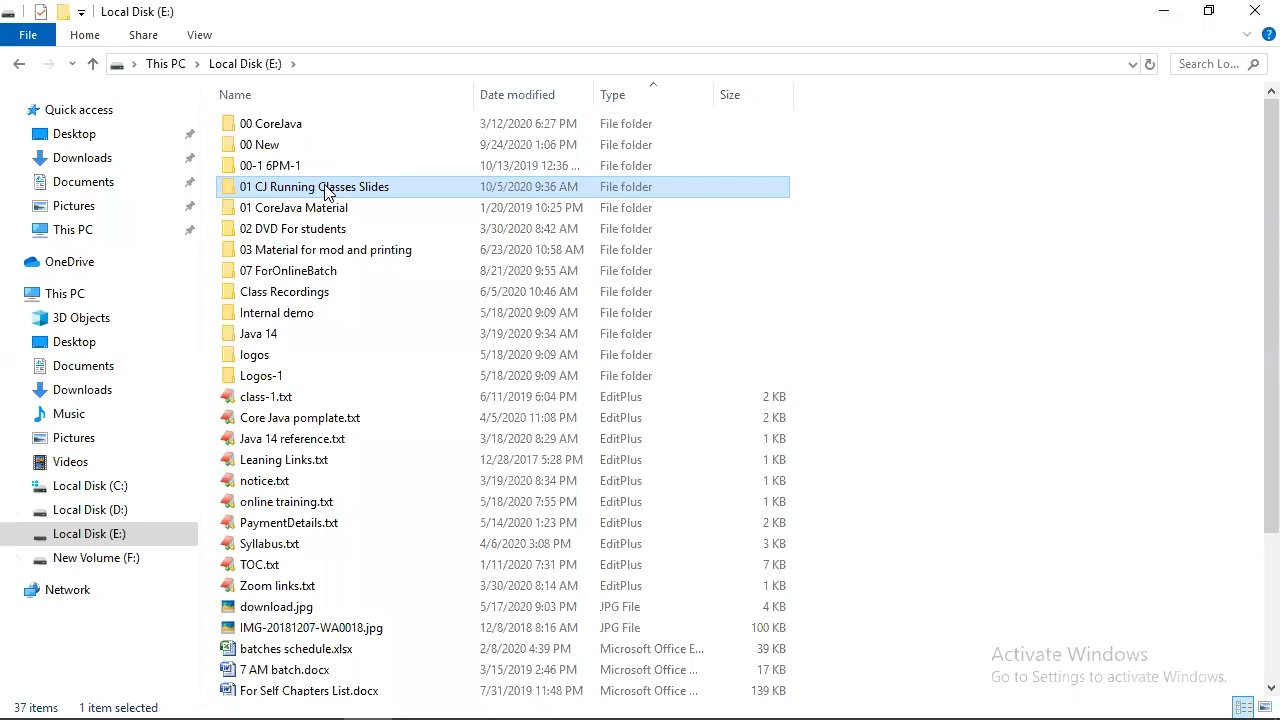 Local Disk (E:)
File Home Share View
This PC Local Disk (E:) Search Lo...
Name Date modified Type Size
Quick access
Desktop
Downloads
Documents
Pictures
This PC
OneDrive
This PC
3D Objects
Desktop
Documents
Downloads
Music
Pictures
Videos
Local Disk (C:)
Local Disk (D:)
Local Disk (E:)
New Volume (F:)
Network
00 CoreJava 3/12/2020 6:27 PM File folder
00 New 9/24/2020 1:06 PM File folder
00-1 6PM-1 10/13/2019 12:36 ... File folder
01 CJ Running Classes Slides 10/5/2020 9:36 AM File folder
01 CoreJava Material 1/20/2019 10:25 PM File folder
02 DVD For students 3/30/2020 8:42 AM File folder
03 Material for mod and printing 6/23/2020 10:58 AM File folder
07 ForOnlineBatch 8/21/2020 9:55 AM File folder
Class Recordings 6/5/2020 10:46 AM File folder
Internal demo 5/18/2020 9:09 AM File folder
Java 14 3/19/2020 9:34 AM File folder
logos 5/18/2020 9:09 AM File folder
Logos-1 5/18/2020 9:09 AM File folder
class-1.txt 6/11/2019 6:04 PM EditPlus 2 KB
Core Java pomplate.txt 4/5/2020 11:08 PM EditPlus 2 KB
Java 14 reference.txt 3/18/2020 8:29 AM EditPlus 1 KB
Leaning Links.txt 12/28/2017 5:28 PM EditPlus 1 KB
notice.txt 3/19/2020 8:34 PM EditPlus 1 KB
online training.txt 5/18/2020 7:55 PM EditPlus 1 KB
PaymentDetails.txt 5/14/2020 1:23 PM EditPlus 2 KB
Syllabus.txt 4/6/2020 3:08 PM EditPlus 3 KB
TOC.txt 1/11/2020 7:31 PM EditPlus 7 KB
Zoom links.txt 3/30/2020 8:14 AM EditPlus 1 KB
download.jpg 5/17/2020 9:03 PM JPG File 4 KB
IMG-20181207-WA0018.jpg 12/8/2018 8:16 AM JPG File 100 KB
batches schedule.xlsx 2/8/2020 4:39 PM Microsoft Office E... 39 KB
7 AM batch.docx 3/15/2019 2:46 PM Microsoft Office ... 17 KB
For Self Chapters List.docx 7/31/2019 11:48 PM Microsoft Office ... 139 KB
Activate Windows
Go to Settings to activate Windows.
37 items 1 item selected